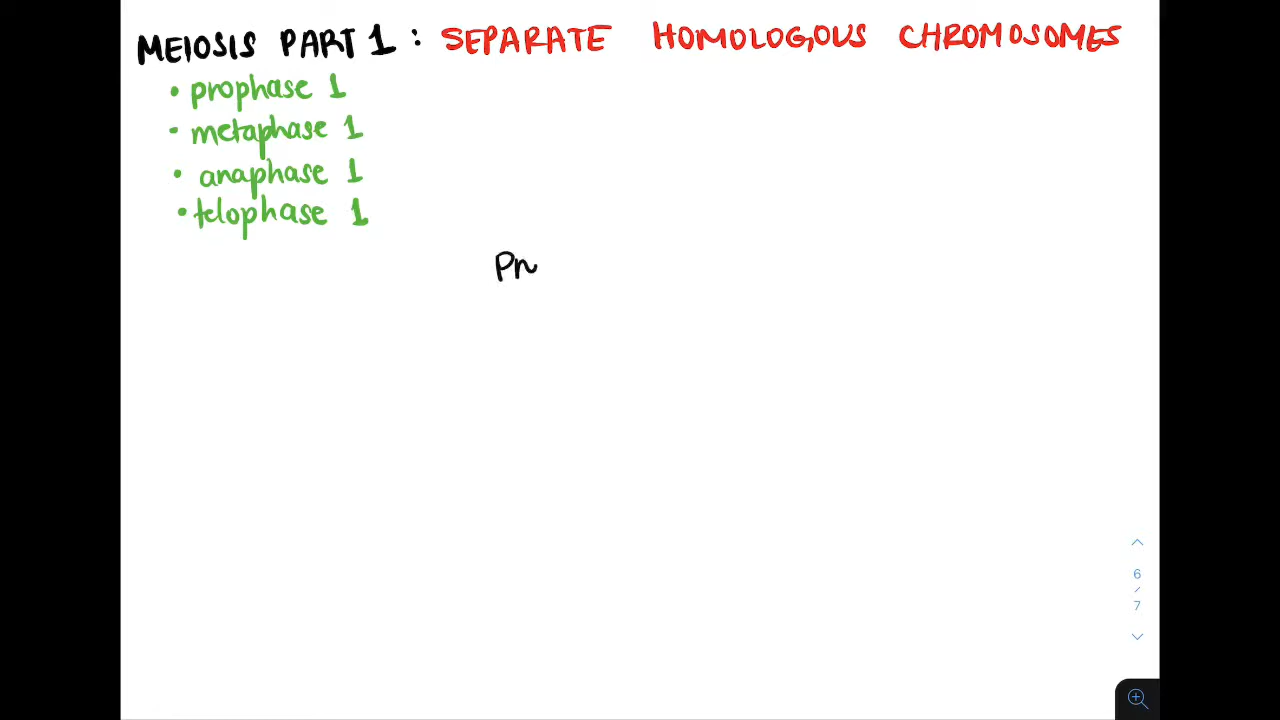 MEIOSIS PART 1 : SEPARATE HOMOLOGOUS CHROMOSOMES
• prophase 1
• metaphase 1
• anaphase 1
• telophase 1
Pr
6
/
7